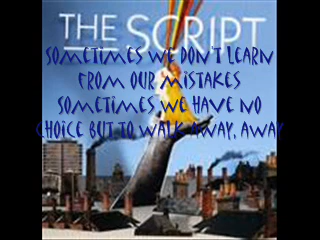 THE SCRIPT
SOMETIMES WE DON'T LEARN
FROM OUR MISTAKES
SOMETIMES WE HAVE NO
CHOICE BUT TO WALK AWAY, AWAY